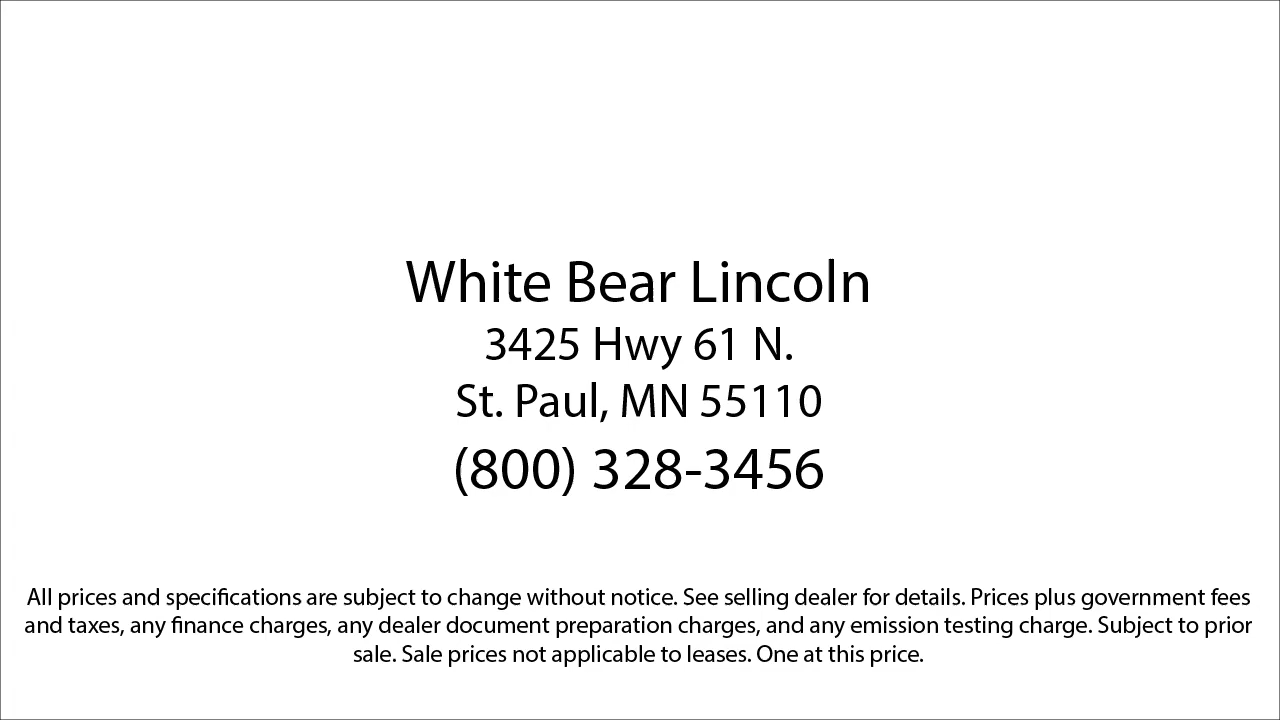 White Bear Lincoln
3425 Hwy 61 N.
St. Paul, MN 55110
(800) 328-3456
All prices and specifications are subject to change without notice. See selling dealer for details. Prices plus government fees
and taxes, any finance charges, any dealer document preparation charges, and any emission testing charge. Subject to prior
sale. Sale prices not applicable to leases. One at this price.